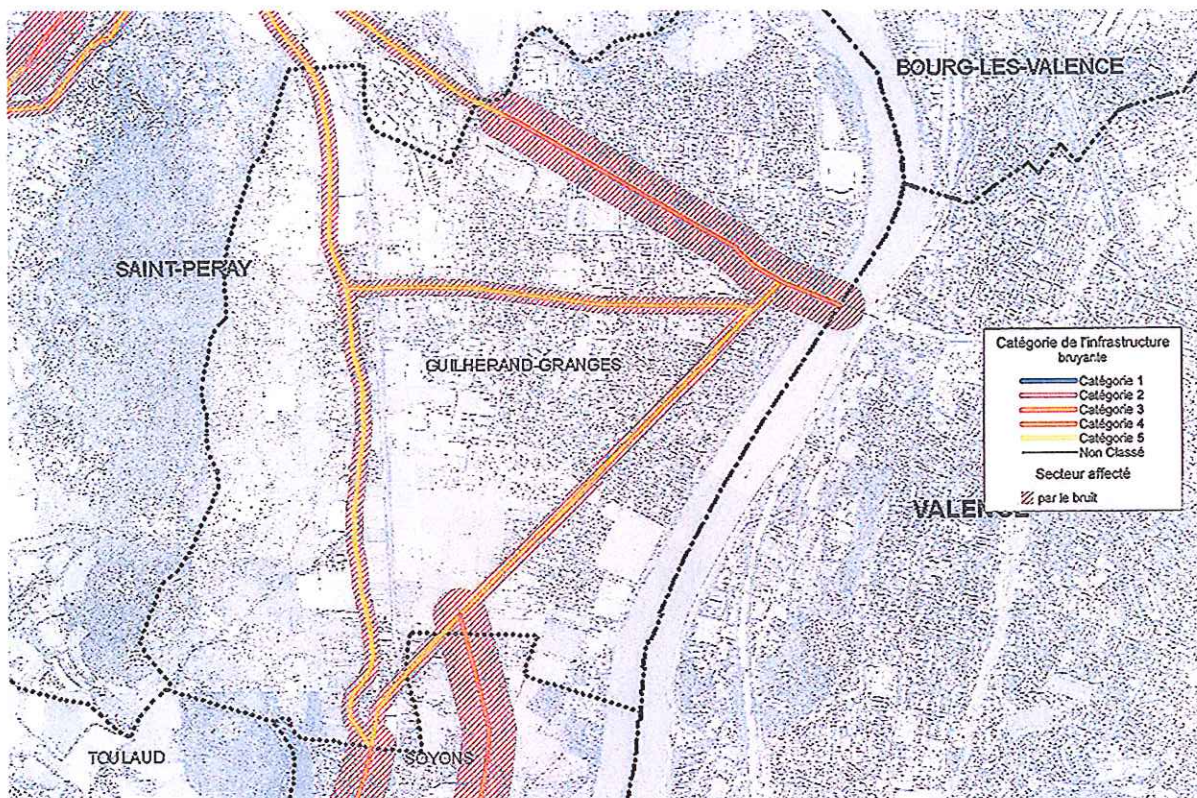 BOURG-LES-VALENCE
SAINT-PERAY
GUILHERAND-GRANGES
Catégorie de l'infrastructure
bruyante
Catégorie 1
Catégorie 2
Catégorie 3
Catégorie 4
Catégorie 5
Non Classé
Secteur affecté
par le bruit
VALENCE
TOULAUD
SOYONS